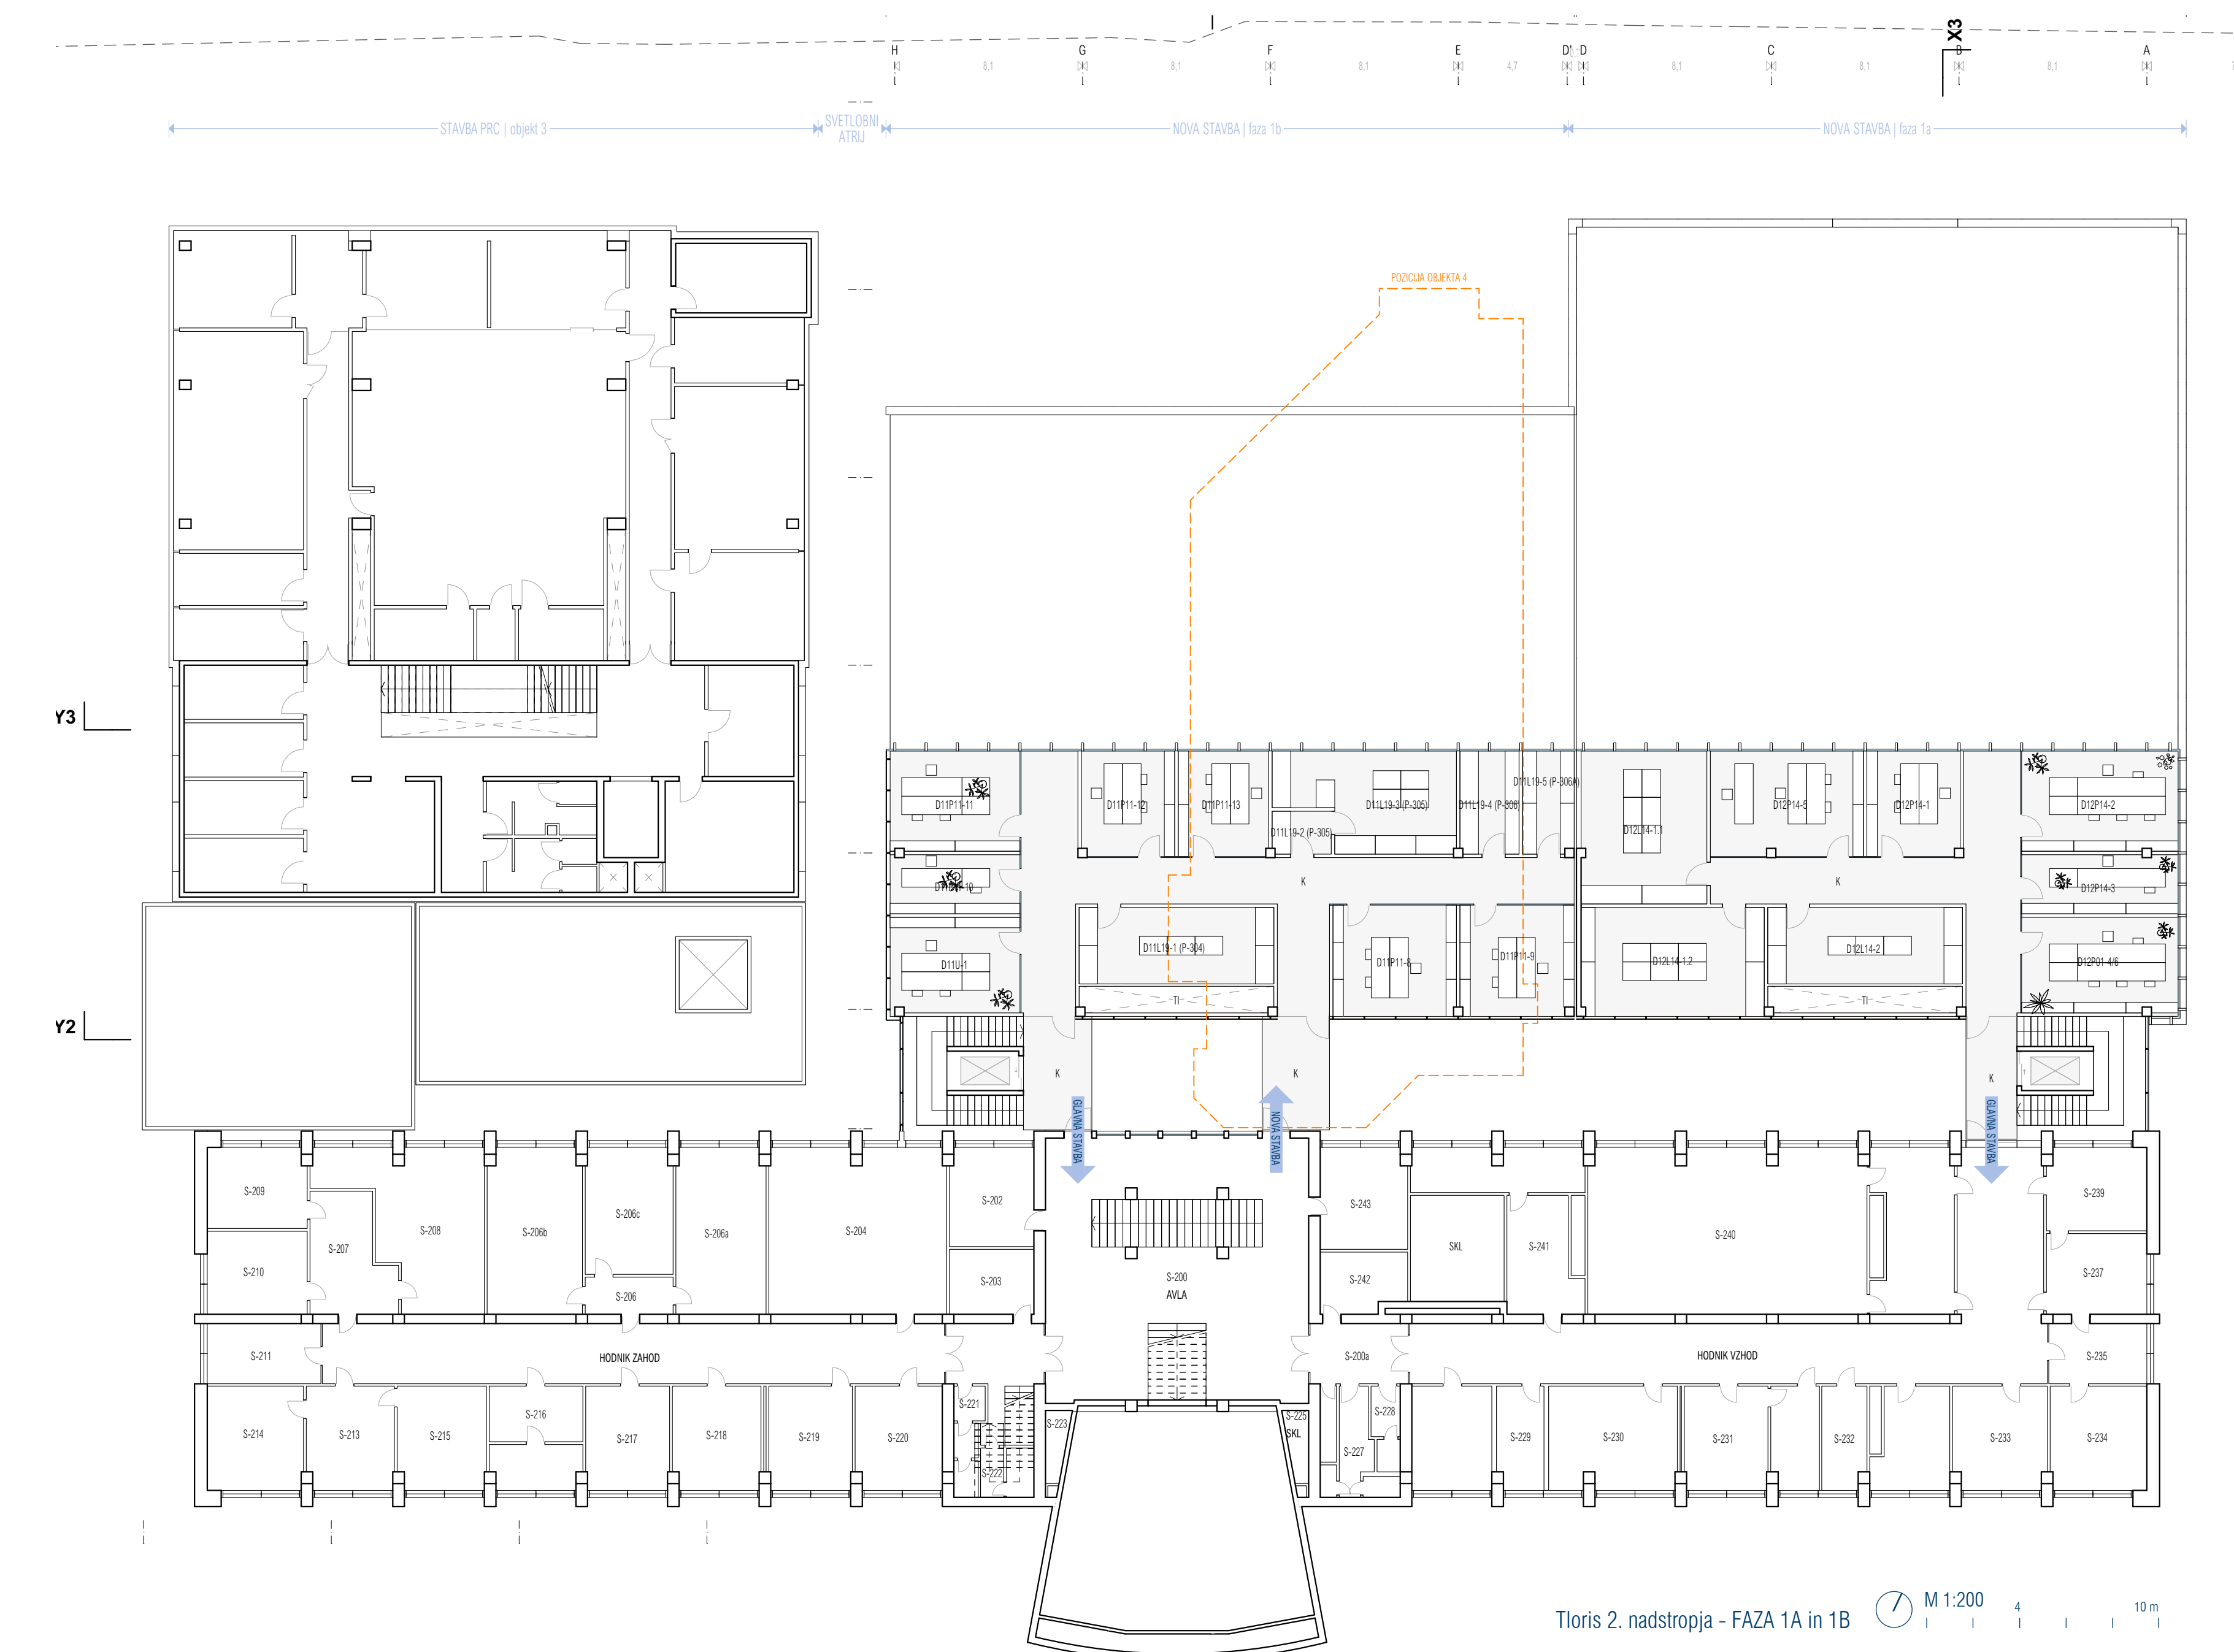 X3
H G F E D' D C B A
8,1 8,1 8,1 4,7 8,1 8,1 8,1
STAVBA PRC | objekt 3
SVETLOBNI
ATRIJ
NOVA STAVBA | faza 1b
NOVA STAVBA | faza 1a
POZICIJA OBJEKTA 4
Y3
D11L19-5 (P-306A)
D11P11-11
D11P11-12
D11P11-13
D11L19-3 (P-305)
D11L19-4 (P-306)
D12P14-5
D12P14-1
D12P14-2
D11L19-2 (P-305)
D12L14-1.1
K
K
D12P14-3
D11L19-1 (P-304)
D12L14-2
D11U-1
D11P11-8
D11P11-9
D12L14-1.2
D12P01-4/6
TI
TI
Y2
K
K
K
GLAVNA STAVBA
NOVA STAVBA
GLAVNA STAVBA
S-209
S-202
S-243
S-239
S-206c
S-208
S-206b
S-206a
S-204
S-240
S-207
SKL
S-241
S-210
S-237
S-203
S-200
AVLA
S-242
S-206
S-211
HODNIK ZAHOD
S-200a
HODNIK VZHOD
S-235
S-221
S-216
S-223
S-225
SKL
S-228
S-214
S-213
S-215
S-217
S-218
S-219
S-220
S-222
S-227
S-229
S-230
S-231
S-232
S-233
S-234
Tloris 2. nadstropja - FAZA 1A in 1B
M 1:200
4
10 m